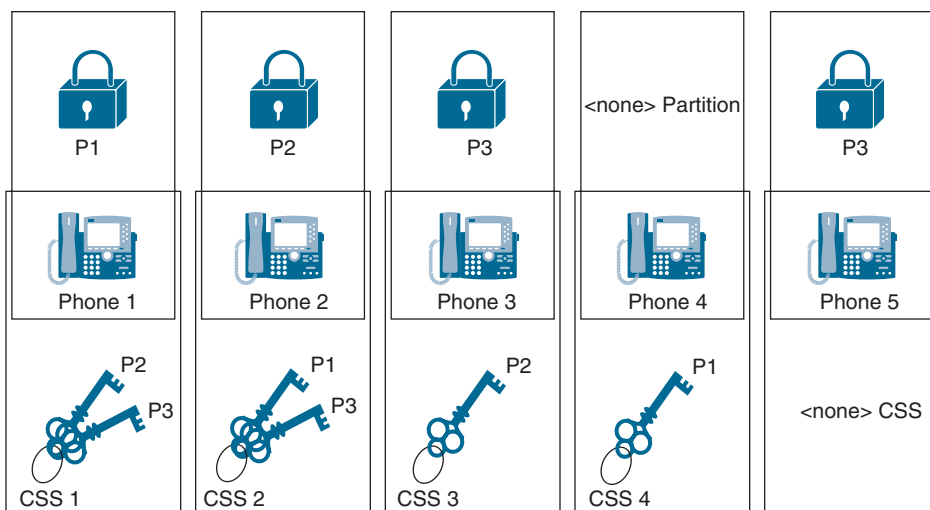 P1
P2
P3
<none> Partition
P3
Phone 1
Phone 2
Phone 3
Phone 4
Phone 5
P2
P3
CSS 1
P1
P3
CSS 2
P2
CSS 3
P1
CSS 4
<none> CSS